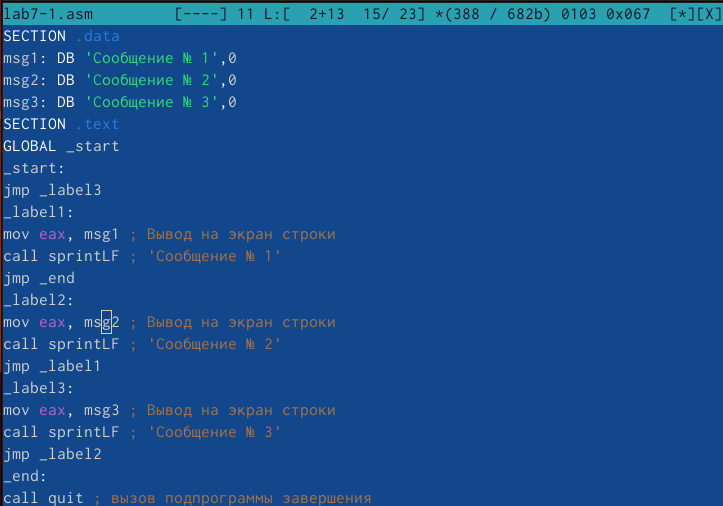 lab7-1.asm [----] 11 L:[ 2+13 15/ 23] *(388 / 682b) 0103 0x067 [*][X]
SECTION .data
msg1: DB 'Сообщение № 1',0
msg2: DB 'Сообщение № 2',0
msg3: DB 'Сообщение № 3',0
SECTION .text
GLOBAL _start
_start:
jmp _label3
_label1:
mov eax, msg1 ; Вывод на экран строки
call sprintLF ; 'Сообщение № 1'
jmp _end
_label2:
mov eax, msg2 ; Вывод на экран строки
call sprintLF ; 'Сообщение № 2'
jmp _label1
_label3:
mov eax, msg3 ; Вывод на экран строки
call sprintLF ; 'Сообщение № 3'
jmp _label2
_end:
call quit ; вызов подпрограммы завершения